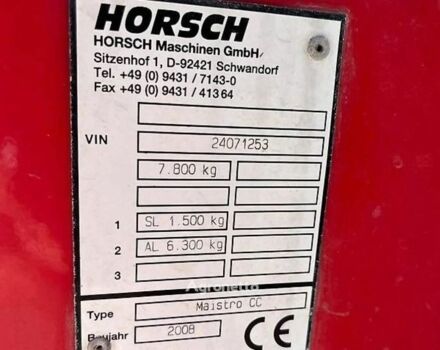 HORSCH
HORSCH Maschinen GmbH
Sitzenhof 1, D-92421 Schwandorf
Tel. +49 (0) 9431 / 7143-0
Fax +49 (0) 9431 / 41364
VIN 24071253
7.800 kg
1 SL 1.500 kg
2 AL 6.300 kg
3
Type Maistro CC
Baujahr 2008 CE